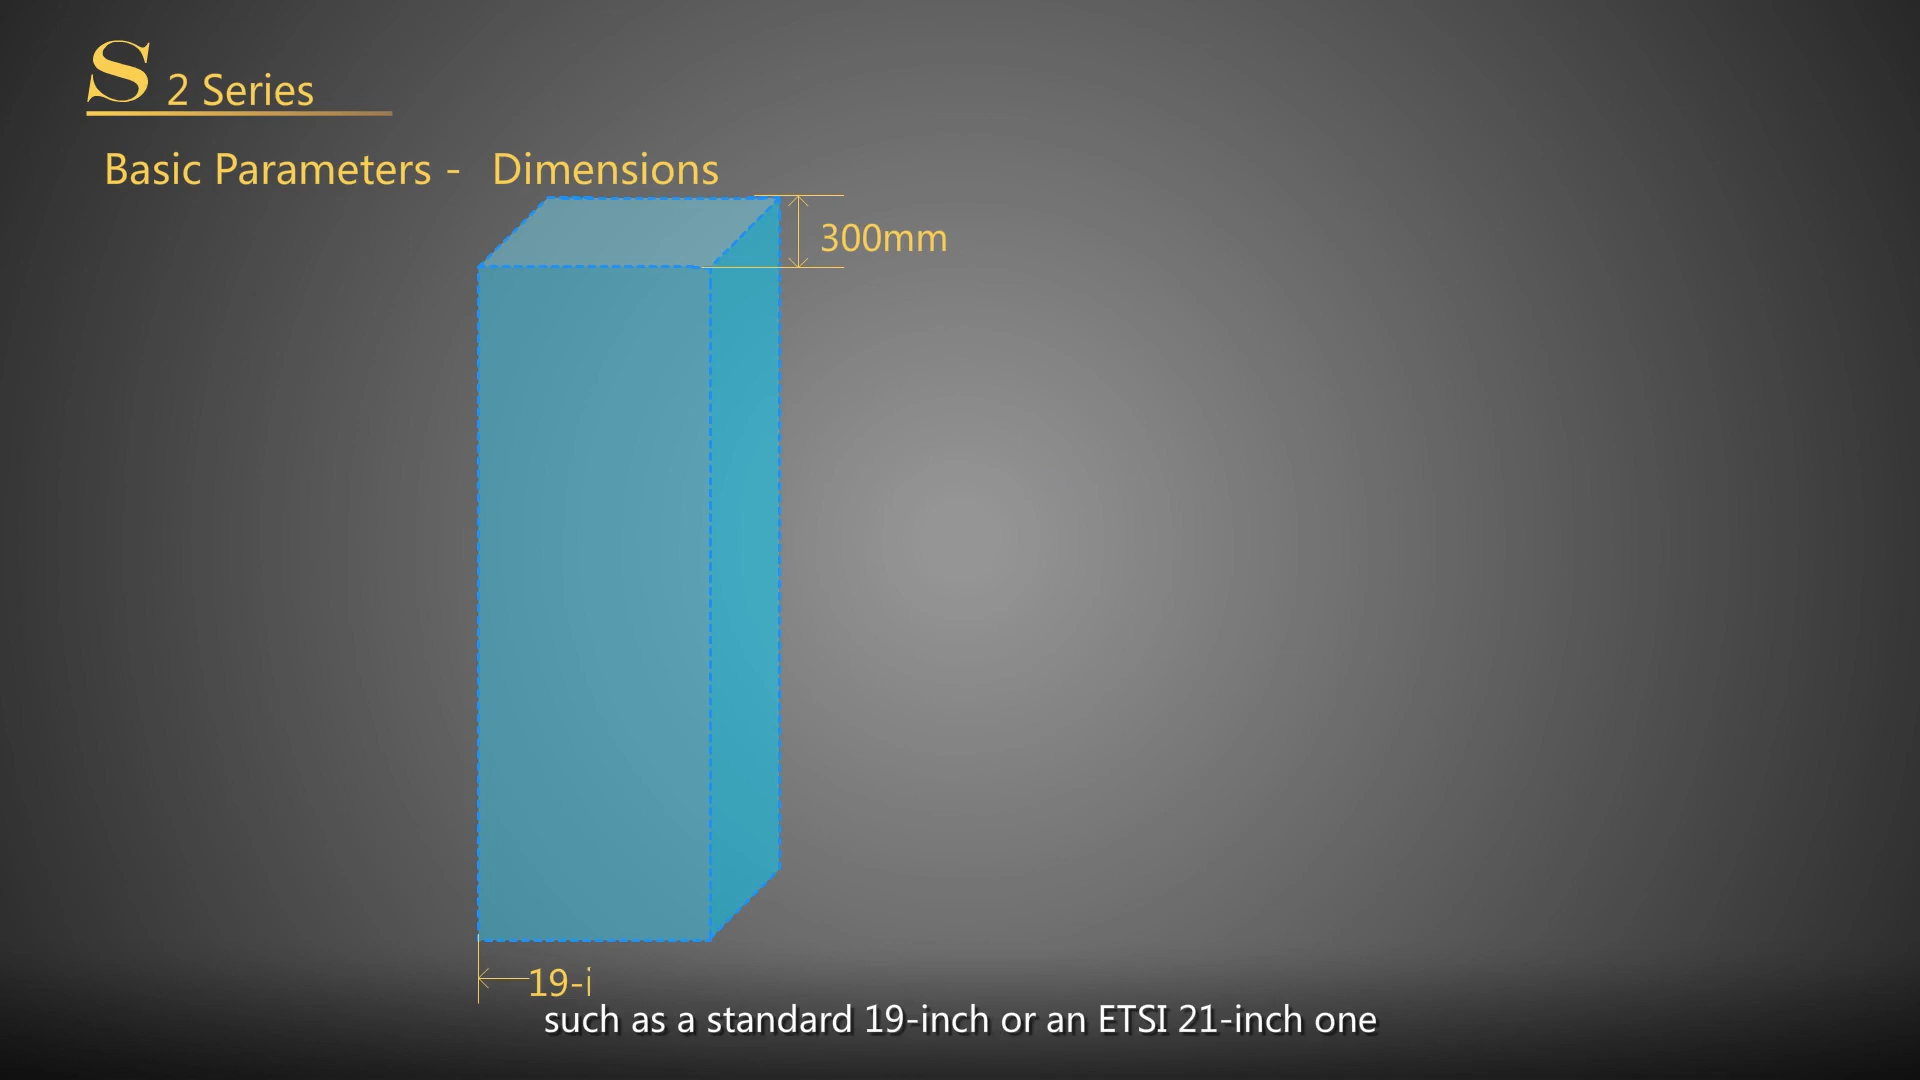 S 2 Series
Basic Parameters - Dimensions
300mm
19-i
such as a standard 19-inch or an ETSI 21-inch one